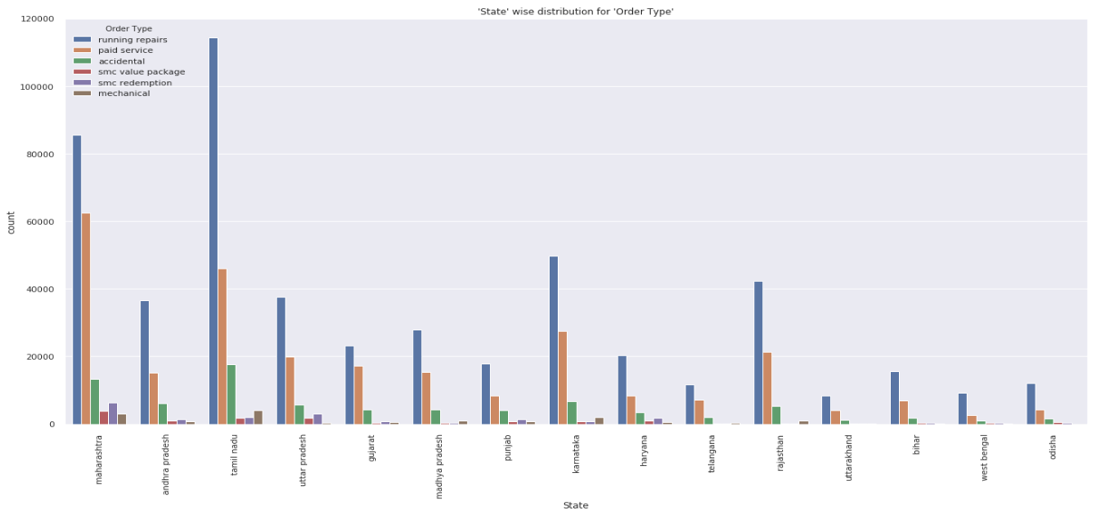 'State' wise distribution for 'Order Type'
Order Type
running repairs
paid service
accidental
smc value package
smc redemption
mechanical
120000
100000
80000
60000
40000
20000
0
count
maharashtra
andhra pradesh
tamil nadu
uttar pradesh
gujarat
madhya pradesh
punjab
karnataka
haryana
telangana
rajasthan
uttarakhand
bihar
west bengal
odisha
State